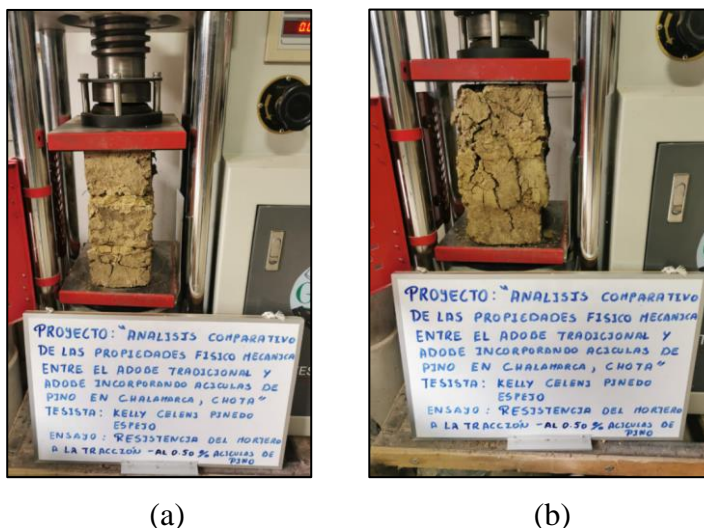 PROYECTO: "ANALISIS COMPARATIVO
DE LAS PROPIEDADES FISICO MECANICA
ENTRE EL ADOBE TRADICIONAL Y
ADOBE INCORPORANDO ACICULAS DE
PINO EN CHALAMARCA, CHOTA"
TESISTA: KELLY CELENI PINEDO
ESPEJO
ENSAYO: RESISTENCIA DEL MORTERO
A LA TRACCIÓN - AL 0.50 % ACICULAS DE
PINO
PROYECTO: "ANALISIS COMPARATIVO
DE LAS PROPIEDADES FISICO MECANICA
ENTRE EL ADOBE TRADICIONAL Y
ADOBE INCORPORANDO ACICULAS DE
PINO EN CHALAMARCA, CHOTA"
TESISTA: KELLY CELENI PINEDO
ESPEJO
ENSAYO: RESISTENCIA DEL MORTERO
A LA TRACCIÓN - AL 0.50 % ACICULAS DE
PINO
(a)
(b)